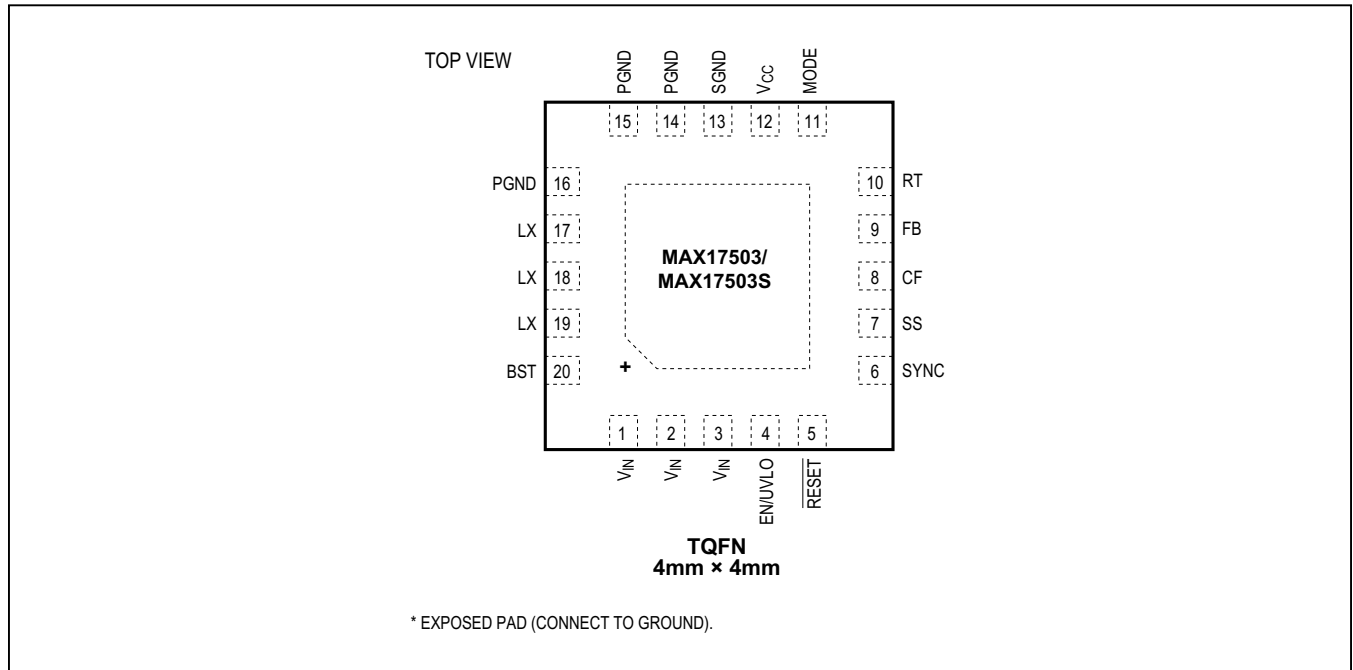 TOP VIEW
PGND
PGND
SGND
VCC
MODE
15
14
13
12
11
PGND 16
10 RT
LX 17
9 FB
MAX17503/
MAX17503S
LX 18
8 CF
LX 19
7 SS
BST 20
+
6 SYNC
1
2
3
4
5
VIN
VIN
VIN
EN/UVLO
RESET
TQFN
4mm × 4mm
* EXPOSED PAD (CONNECT TO GROUND).